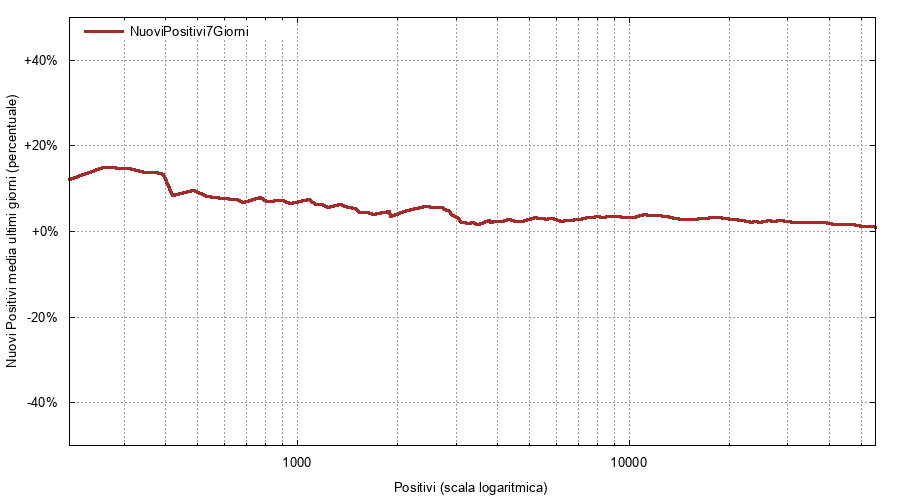 NuoviPositivi7Giorni
+40%
+20%
+0%
-20%
-40%
Nuovi Positivi media ultimi giorni (percentuale)
1000
10000
Positivi (scala logaritmica)